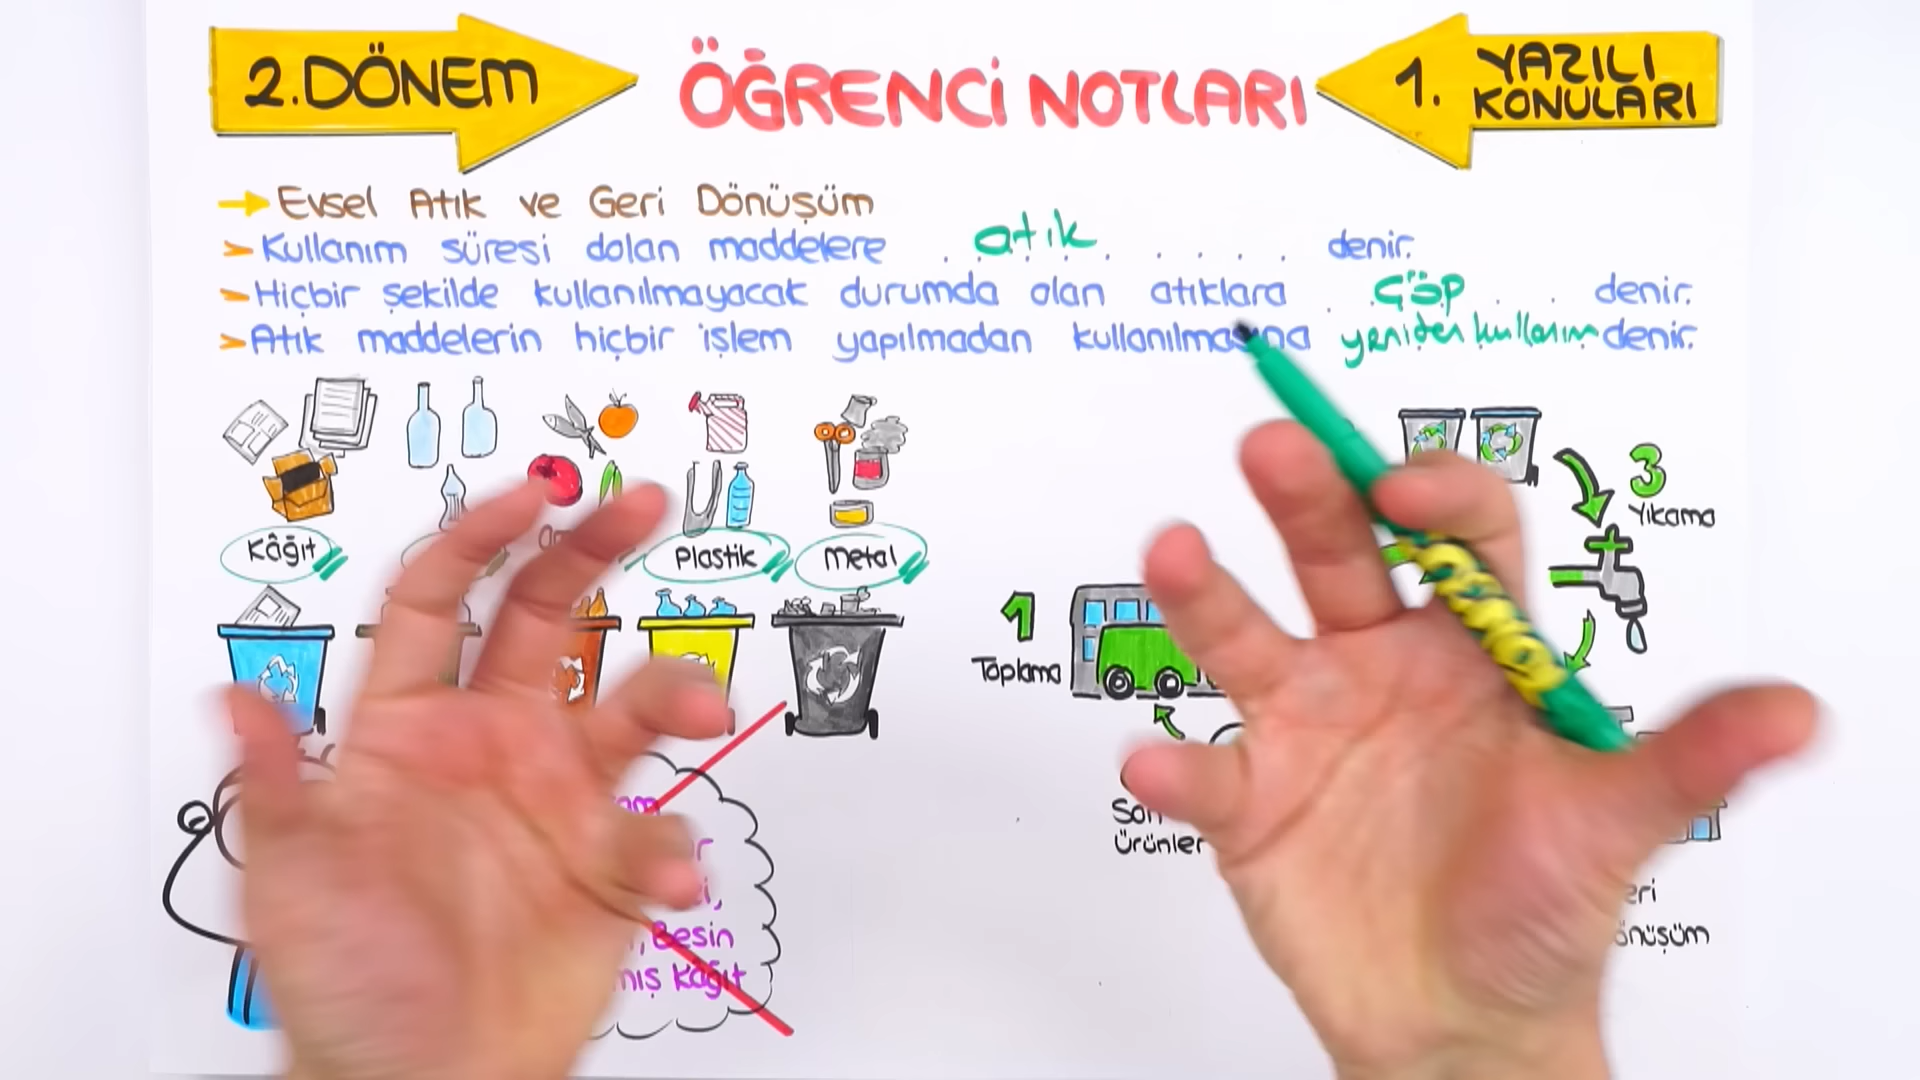 2.DÖNEM
ÖĞRENCİ NOTLARI
1. YAZILI
KONULARI
Evsel Atık ve Geri Dönüşüm
Kullanım süresi dolan maddelere atık denir.
Hiçbir şekilde kullanılmayacak durumda olan atıklara çöp denir.
Atık maddelerin hiçbir işlem yapılmadan kullanılmasına yeniden kullanım denir.
Kâğıt
Plastik
Metal
3
Yıkama
1
Toplama
Son
Ürünler
Besin
Kâğıt